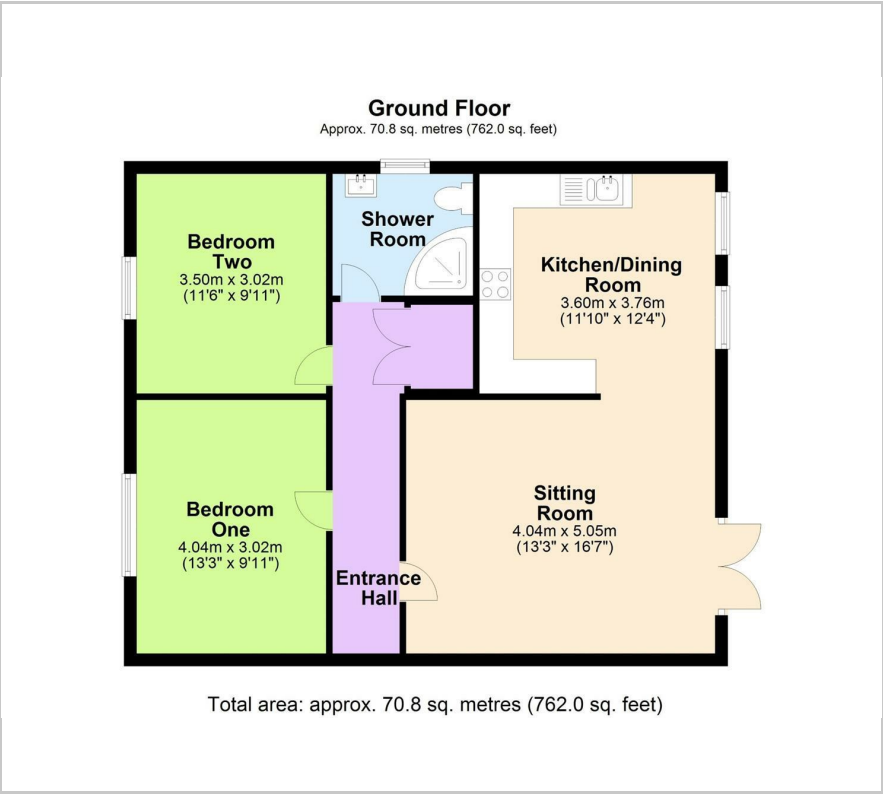 Ground Floor
Approx. 70.8 sq. metres (762.0 sq. feet)
Bedroom
Two
3.50m x 3.02m
(11'6" x 9'11")
Shower
Room
Kitchen/Dining
Room
3.60m x 3.76m
(11'10" x 12'4")
Bedroom
One
4.04m x 3.02m
(13'3" x 9'11")
Entrance
Hall
Sitting
Room
4.04m x 5.05m
(13'3" x 16'7")
Total area: approx. 70.8 sq. metres (762.0 sq. feet)